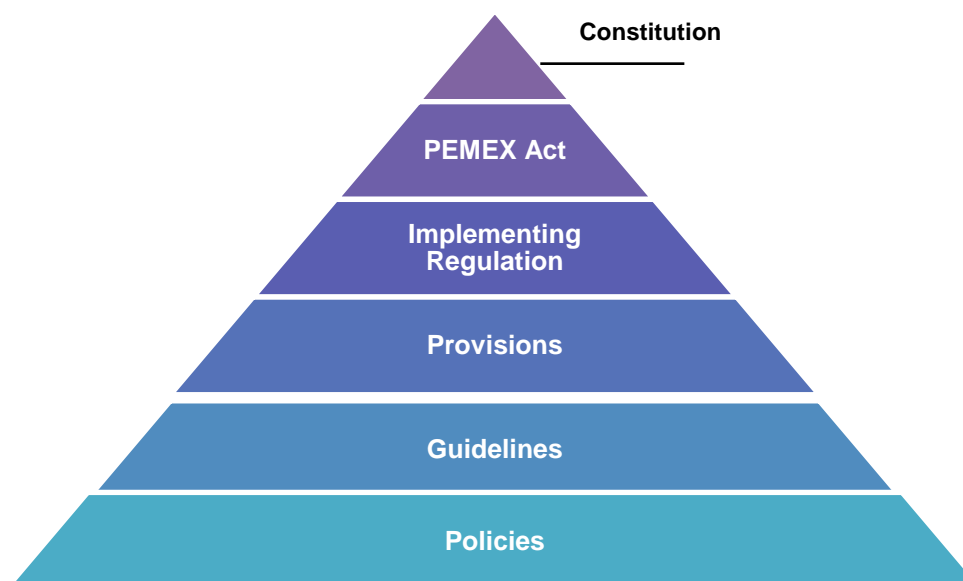 Constitution
PEMEX Act
Implementing
Regulation
Provisions
Guidelines
Policies